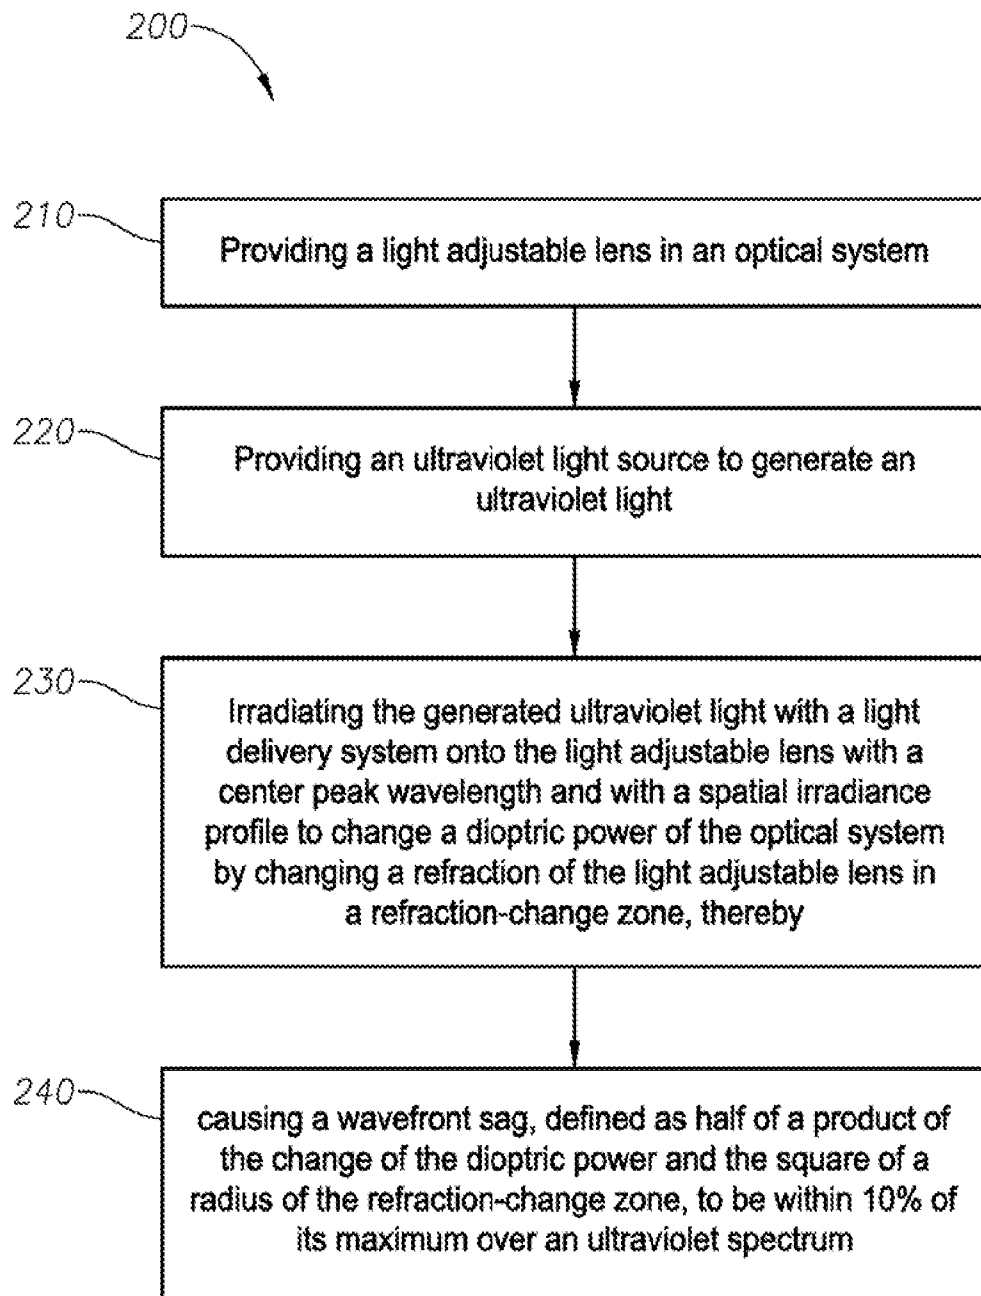 200
210
Providing a light adjustable lens in an optical system
220
Providing an ultraviolet light source to generate an
ultraviolet light
230
Irradiating the generated ultraviolet light with a light
delivery system onto the light adjustable lens with a
center peak wavelength and with a spatial irradiance
profile to change a dioptric power of the optical system
by changing a refraction of the light adjustable lens in
a refraction-change zone, thereby
240
causing a wavefront sag, defined as half of a product of
the change of the dioptric power and the square of a
radius of the refraction-change zone, to be within 10% of
its maximum over an ultraviolet spectrum